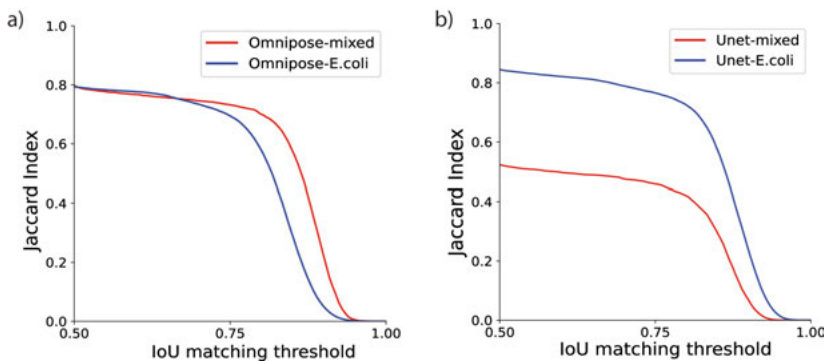 a)
1.0
0.8
0.6
0.4
0.2
0.0
0.50
0.75
1.00
Jaccard Index
IoU matching threshold
Omnipose-mixed
Omnipose-E.coli
b)
1.0
0.8
0.6
0.4
0.2
0.0
0.50
0.75
1.00
Jaccard Index
IoU matching threshold
Unet-mixed
Unet-E.coli